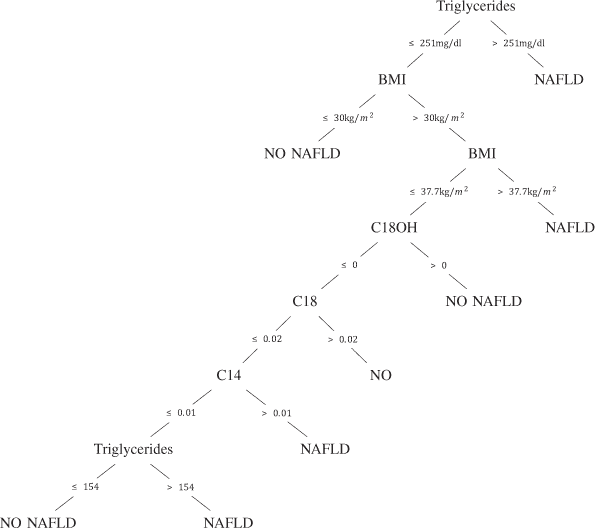 Triglycerides
≤ 251mg/dl > 251mg/dl
BMI NAFLD
≤ 30kg/m² > 30kg/m²
NO NAFLD BMI
≤ 37.7kg/m² > 37.7kg/m²
C18OH NAFLD
≤ 0 > 0
C18 NO NAFLD
≤ 0.02 > 0.02
C14 NO
≤ 0.01 > 0.01
Triglycerides NAFLD
≤ 154 > 154
NO NAFLD NAFLD